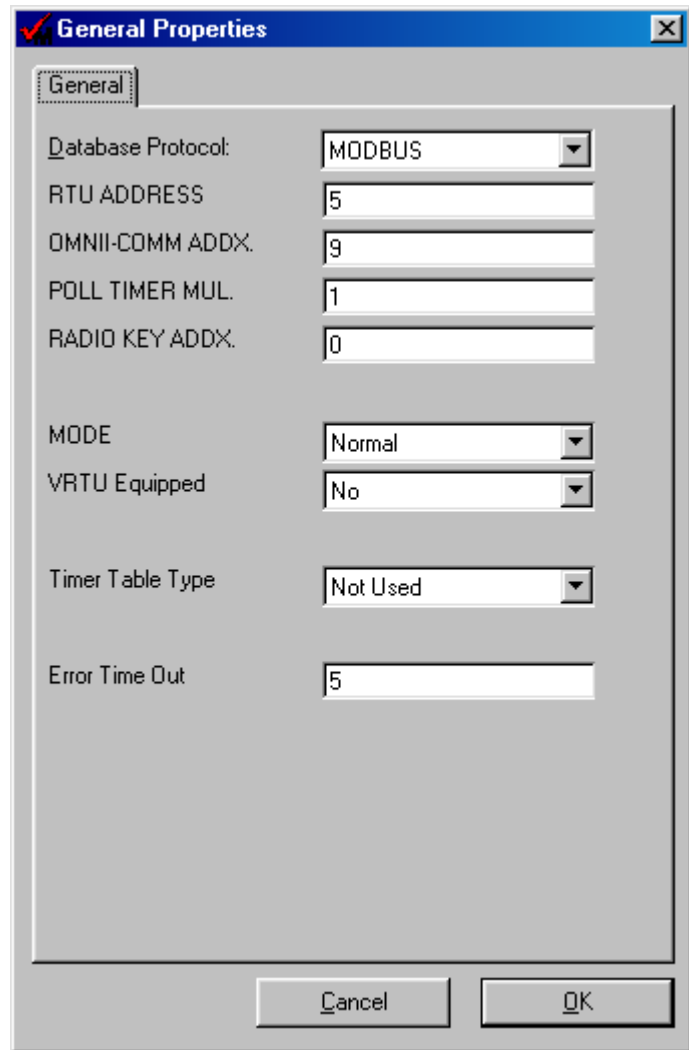 General Properties
General
Database Protocol: MODBUS
RTU ADDRESS 5
OMNII-COMM ADDX. 9
POLL TIMER MUL. 1
RADIO KEY ADDX. 0
MODE Normal
VRTU Equipped No
Timer Table Type Not Used
Error Time Out 5
Cancel OK